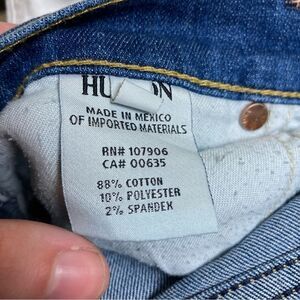 MADE IN MEXICO
OF IMPORTED MATERIALS
RN# 107906
CA# 00635
88% COTTON
10% POLYESTER
2% SPANDEX